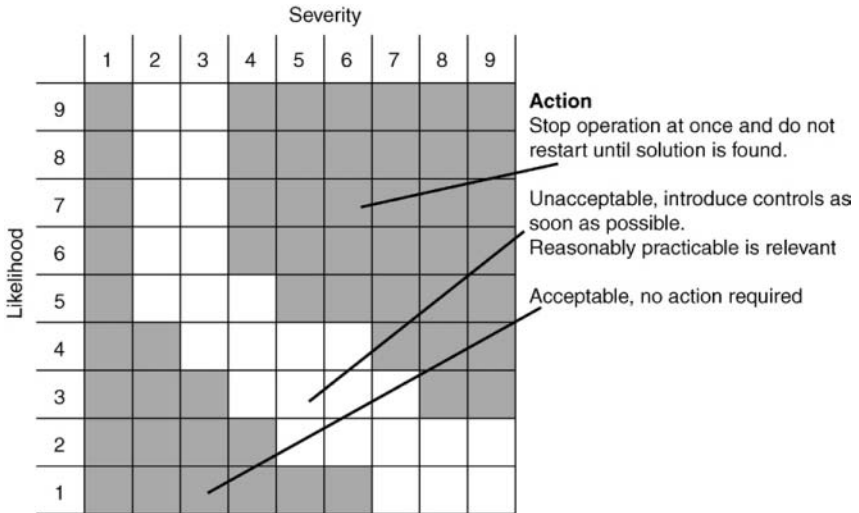 Severity
1 2 3 4 5 6 7 8 9
9
8
7
6
5
4
3
2
1
Likelihood
Action
Stop operation at once and do not
restart until solution is found.
Unacceptable, introduce controls as
soon as possible.
Reasonably practicable is relevant
Acceptable, no action required